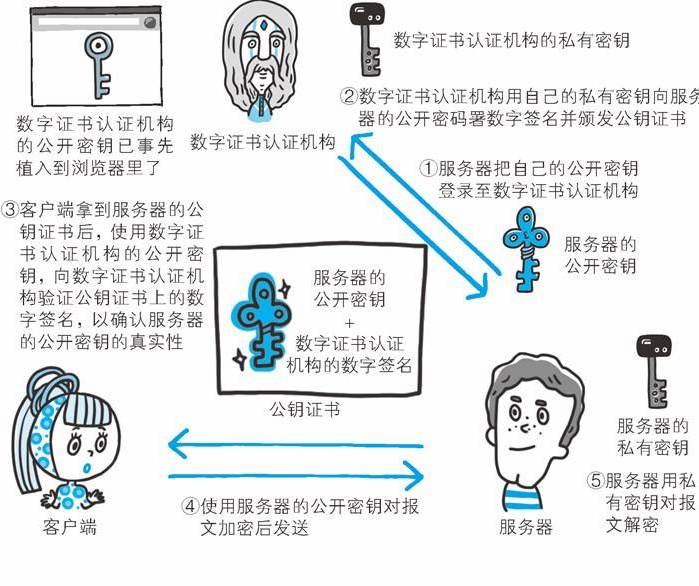 数字证书认证机构
的公开密钥已事先
植入到浏览器里了
数字证书认证机构
数字证书认证机构的私有密钥
②数字证书认证机构用自己的私有密钥向服务
器的公开密码署数字签名并颁发公钥证书
①服务器把自己的公开密钥
登录至数字证书认证机构
服务器的
公开密钥
③客户端拿到服务器的公
钥证书后，使用数字证
书认证机构的公开密
钥，向数字证书认证机
构验证公钥证书上的数
字签名，以确认服务器
的公开密钥的真实性
服务器的
公开密钥
+
数字证书认证
机构的数字签名
公钥证书
服务器的
私有密钥
⑤服务器用私
有密钥对报
文解密
④使用服务器的公开密钥对报
文加密后发送
客户端
服务器